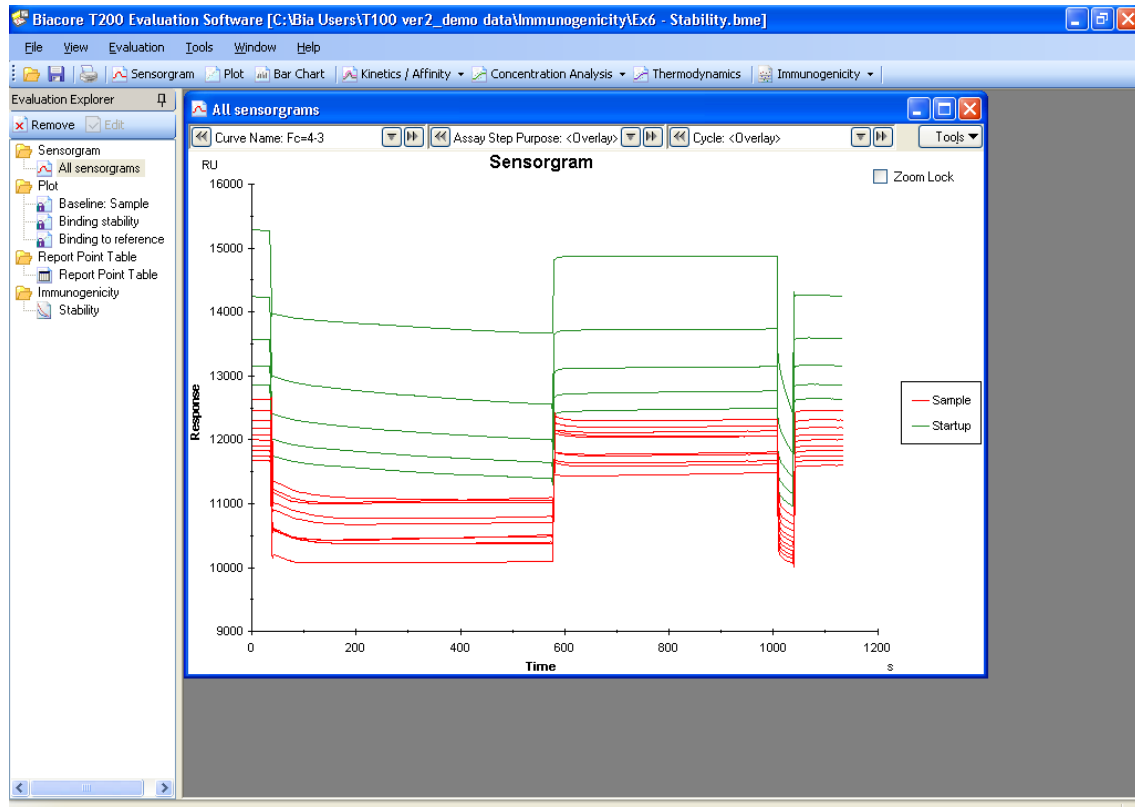 Biacore T200 Evaluation Software [C:\Bia Users\T100 ver2_demo data\Immunogenicity\Ex6 - Stability.bme]
File View Evaluation Tools Window Help
Sensorgram Plot Bar Chart Kinetics / Affinity Concentration Analysis Thermodynamics Immunogenicity
Evaluation Explorer
Remove Edit
Sensorgram
All sensorgrams
Plot
Baseline: Sample
Binding stability
Binding to reference
Report Point Table
Report Point Table
Immunogenicity
Stability
All sensorgrams
Curve Name: Fc=4-3 Assay Step Purpose: <Overlay> Cycle: <Overlay> Tools
Sensorgram
RU
Zoom Lock
16000
15000
14000
13000
12000
11000
10000
9000
Response
0 200 400 600 800 1000 1200
Time
s
Sample
Startup